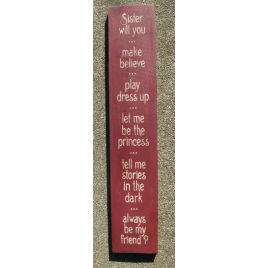 Sister
will you
...
make
believe
...
play
dress up
...
let me
be the
princess
...
tell me
stories
in the
dark
...
always
be my
friend?